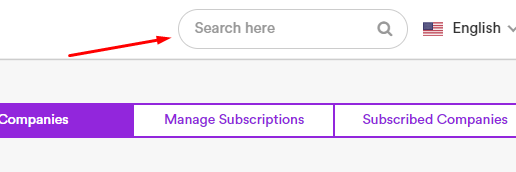 Search here
English
Companies
Manage Subscriptions
Subscribed Companies